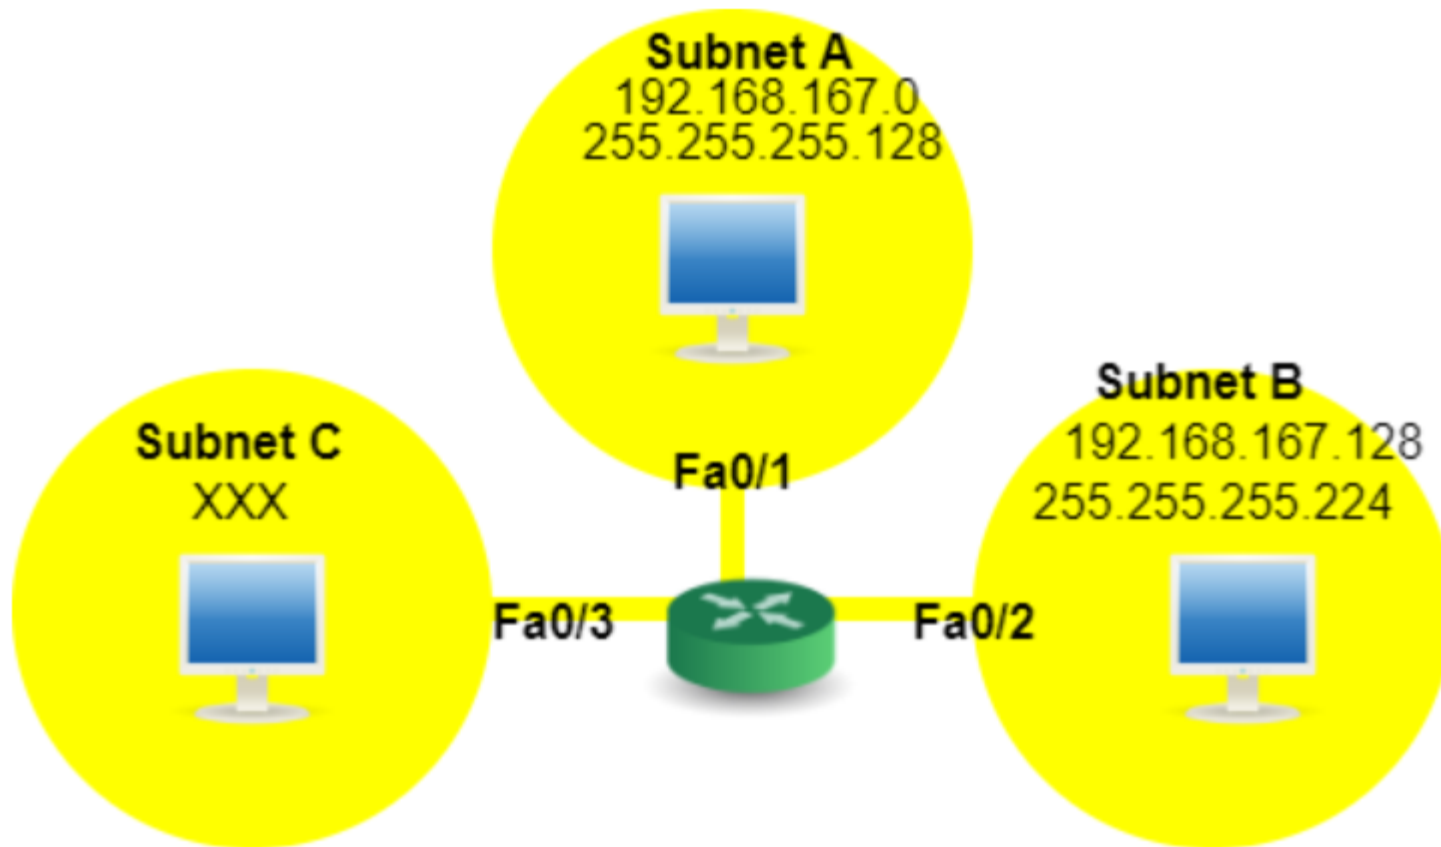 Subnet A
192.168.167.0
255.255.255.128
Subnet B
192.168.167.128
255.255.255.224
Subnet C
XXX
Fa0/1
Fa0/3
Fa0/2